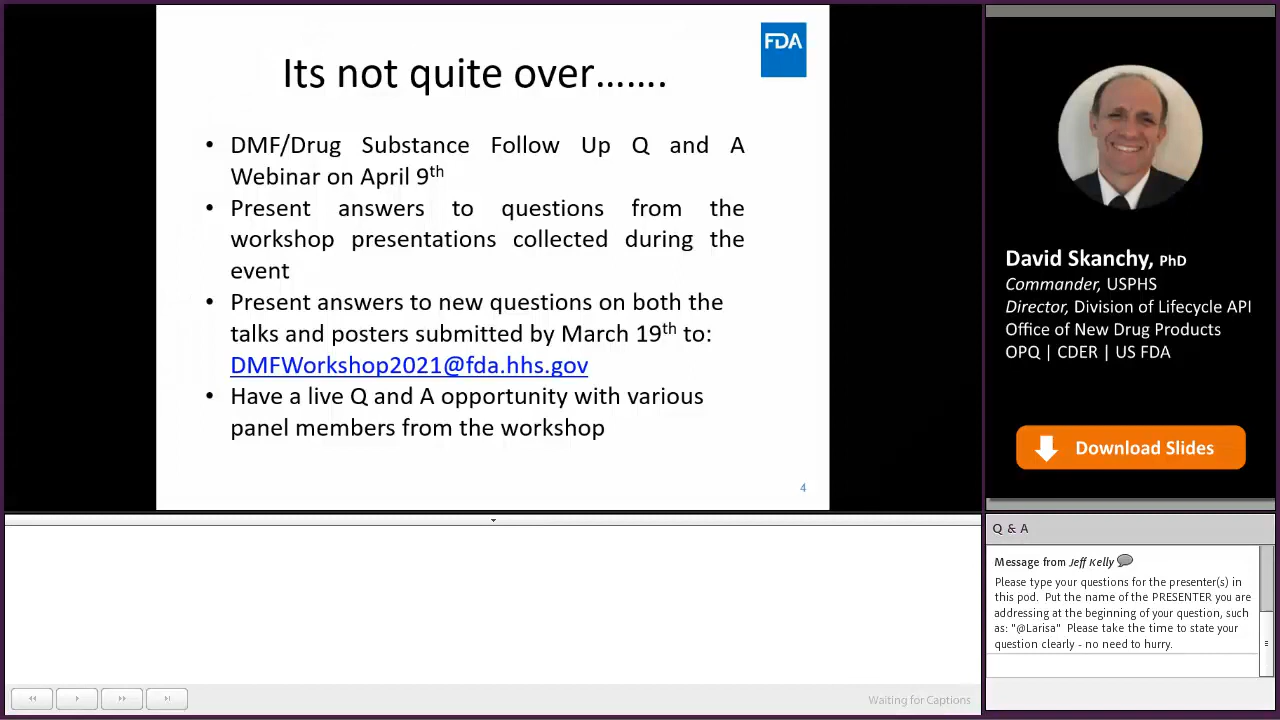 FDA
Its not quite over…….
• DMF/Drug Substance Follow Up Q and A
Webinar on April 9th
• Present answers to questions from the
workshop presentations collected during the
event
• Present answers to new questions on both the
talks and posters submitted by March 19th to:
DMFWorkshop2021@fda.hhs.gov
• Have a live Q and A opportunity with various
panel members from the workshop
4
David Skanchy, PhD
Commander, USPHS
Director, Division of Lifecycle API
Office of New Drug Products
OPQ | CDER | US FDA
Download Slides
Q & A
Message from Jeff Kelly
Please type your questions for the presenter(s) in
this pod. Put the name of the PRESENTER you are
addressing at the beginning of your question, such
as: "@Larisa" Please take the time to state your
question clearly - no need to hurry.
Waiting for Captions